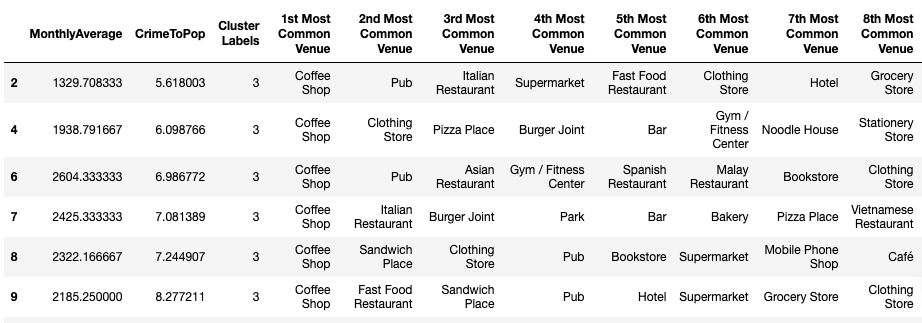 MonthlyAverage CrimeToPop Cluster Labels 1st Most Common Venue 2nd Most Common Venue 3rd Most Common Venue 4th Most Common Venue 5th Most Common Venue 6th Most Common Venue 7th Most Common Venue 8th Most Common Venue
2 1329.708333 5.618003 3 Coffee Shop Pub Italian Restaurant Supermarket Fast Food Restaurant Clothing Store Hotel Grocery Store
4 1938.791667 6.098766 3 Coffee Shop Clothing Store Pizza Place Burger Joint Bar Gym / Fitness Center Noodle House Stationery Store
6 2604.333333 6.986772 3 Coffee Shop Pub Asian Restaurant Gym / Fitness Center Spanish Restaurant Malay Restaurant Bookstore Clothing Store
7 2425.333333 7.081389 3 Coffee Shop Italian Restaurant Burger Joint Park Bar Bakery Pizza Place Vietnamese Restaurant
8 2322.166667 7.244907 3 Coffee Shop Sandwich Place Clothing Store Pub Bookstore Supermarket Mobile Phone Shop Café
9 2185.250000 8.277211 3 Coffee Shop Fast Food Restaurant Sandwich Place Pub Hotel Supermarket Grocery Store Clothing Store